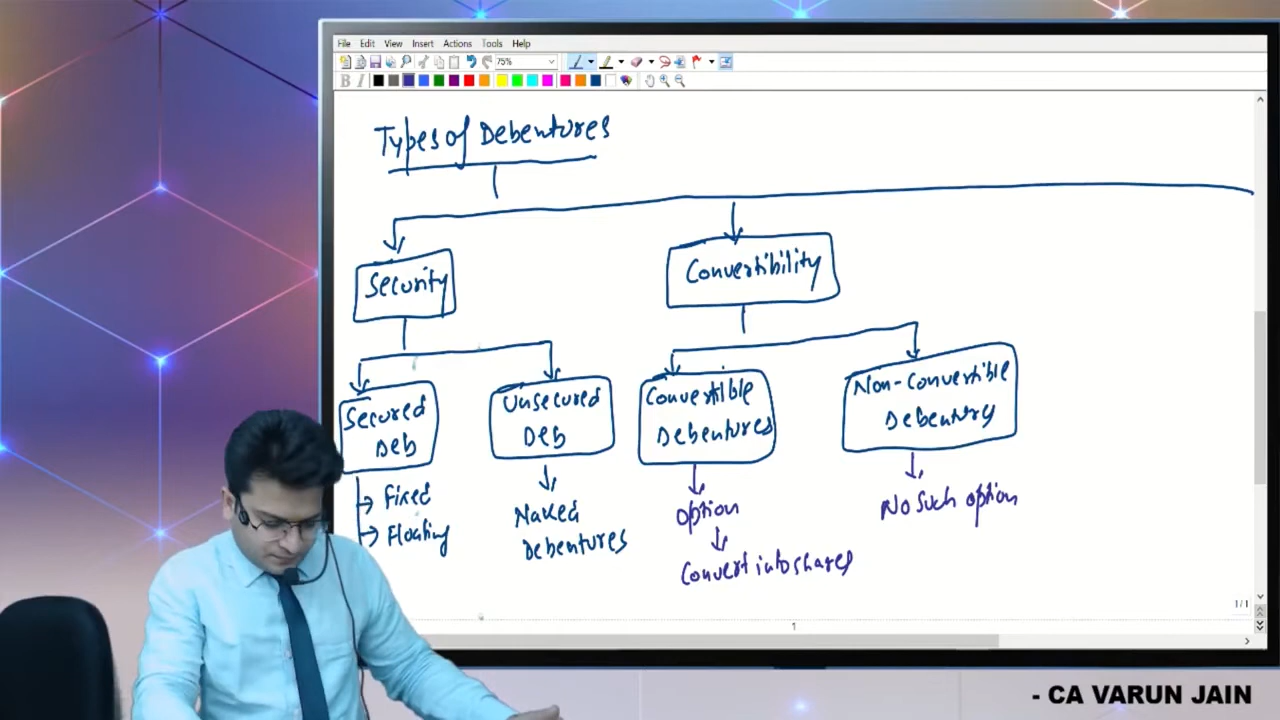 File Edit View Insert Actions Tools Help
75%
B I
Types of Debentures
Security
Convertibility
Secured
Deb
Unsecured
Deb
Convertible
Debentures
Non-Convertible
Debenture
Fixed
Floating
Naked
Debentures
option
Convert into shares
No Such option
1/1
1
- CA VARUN JAIN